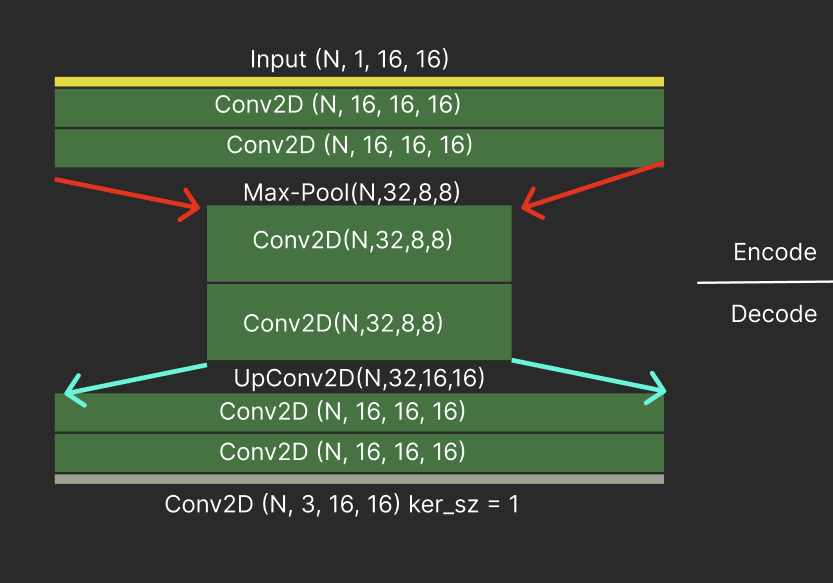 Input (N, 1, 16, 16)
Conv2D (N, 16, 16, 16)
Conv2D (N, 16, 16, 16)
Max-Pool(N,32,8,8)
Conv2D(N,32,8,8)
Encode
Decode
Conv2D(N,32,8,8)
UpConv2D(N,32,16,16)
Conv2D (N, 16, 16, 16)
Conv2D (N, 16, 16, 16)
Conv2D (N, 3, 16, 16) ker_sz = 1